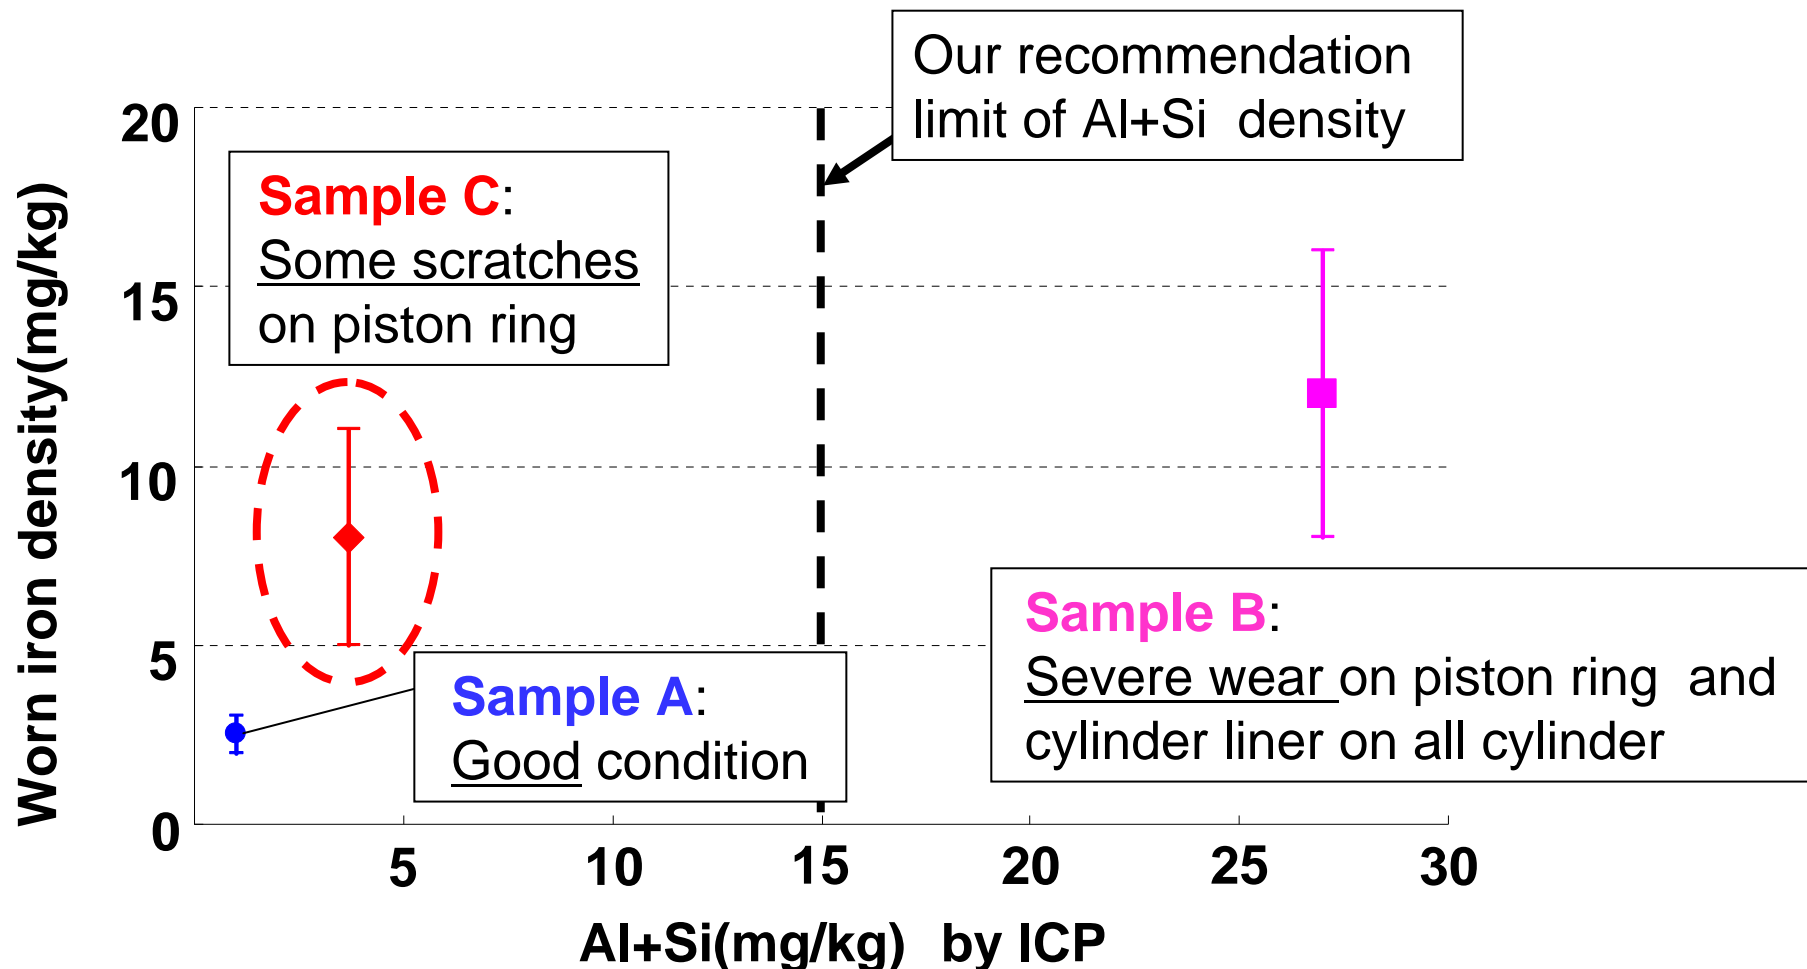 Our recommendation
limit of Al+Si density
Worn iron density(mg/kg)
20
15
10
5
0
Sample C:
Some scratches
on piston ring
Sample A:
Good condition
Sample B:
Severe wear on piston ring and
cylinder liner on all cylinder
5 10 15 20 25 30
Al+Si(mg/kg) by ICP